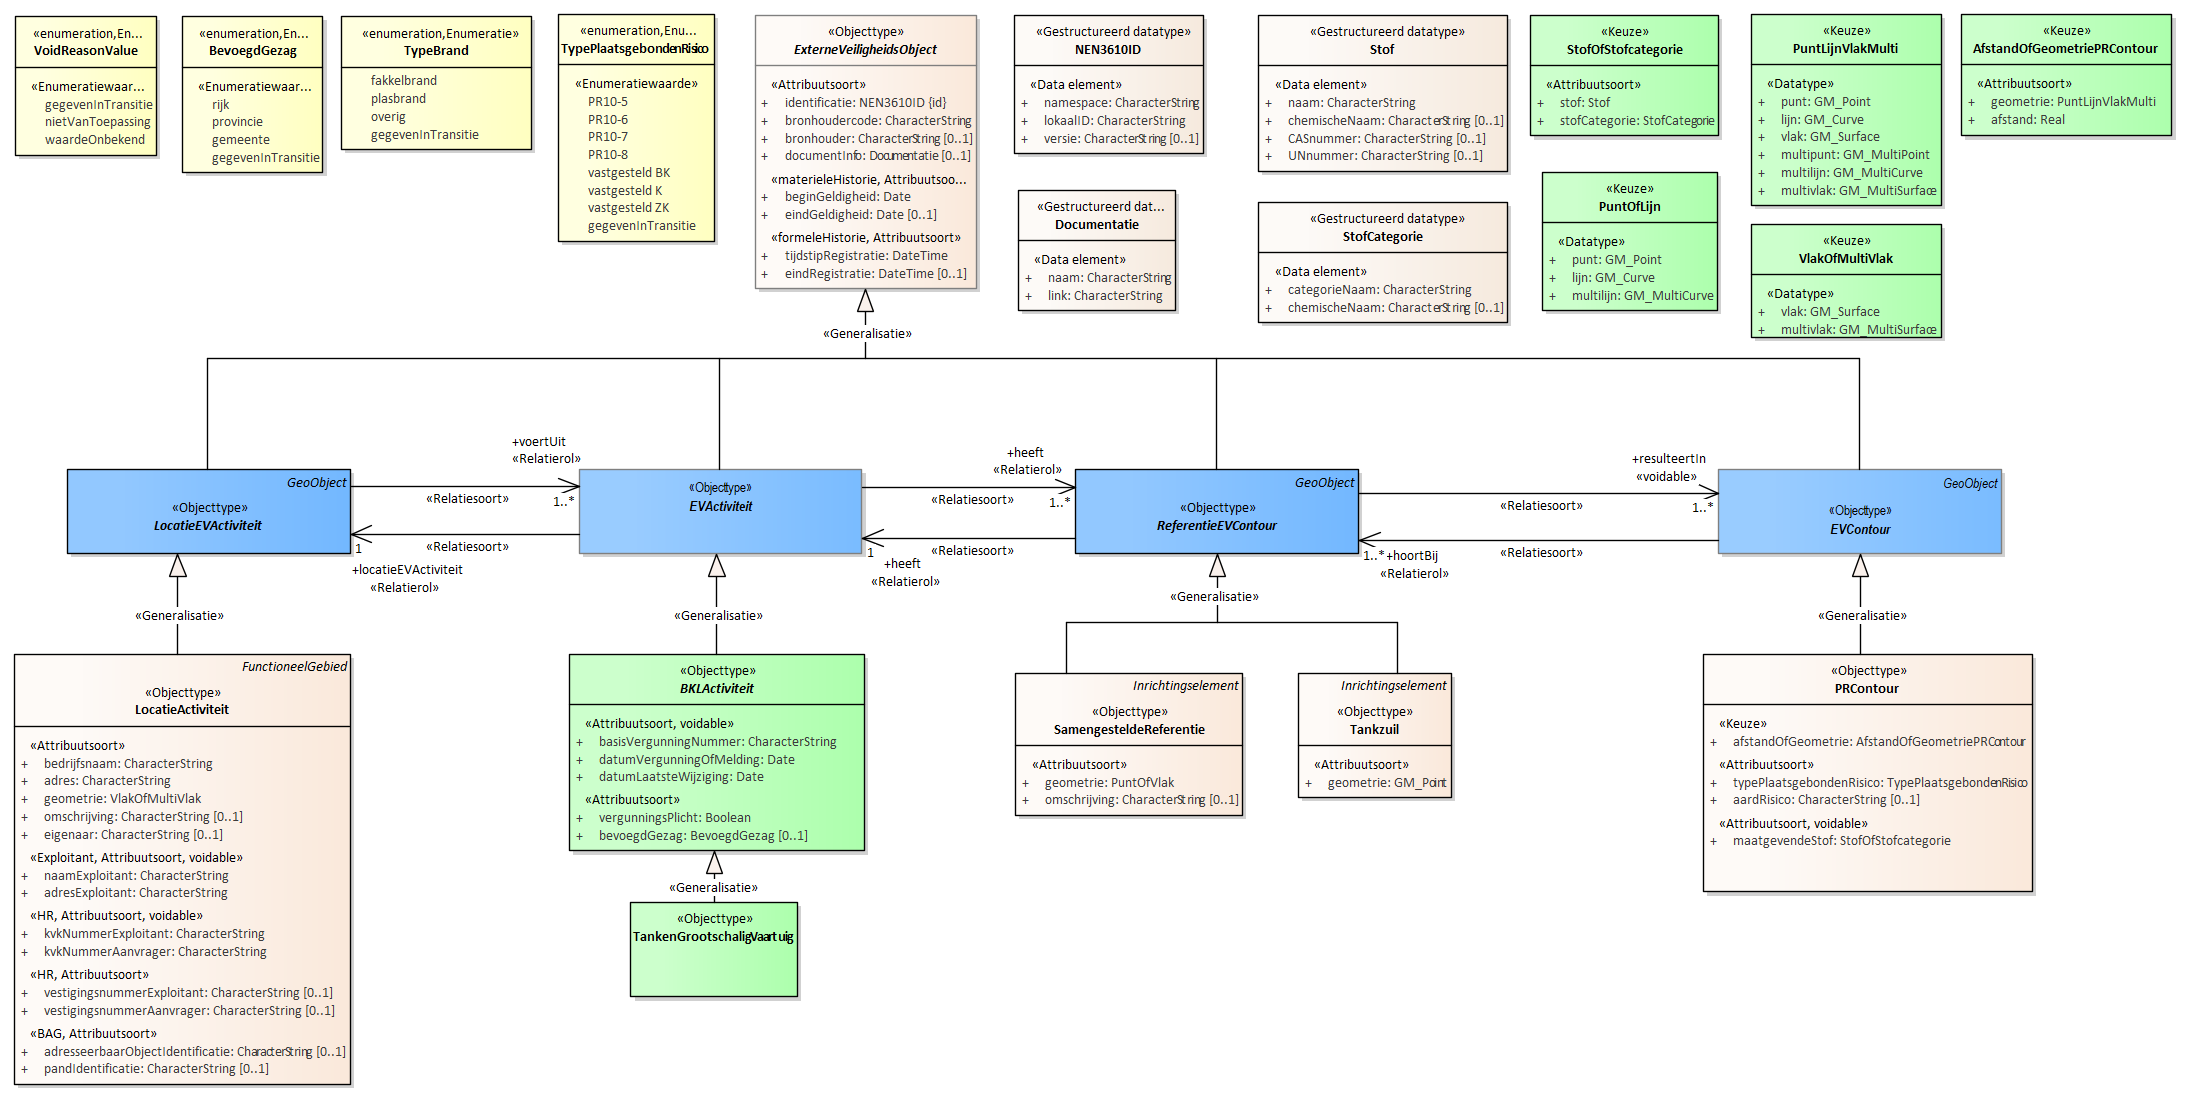 «enumeration,En...
VoidReasonValue
«Enumeratiewaar...
gegevenInTransitie
nietVanToepassing
waardeOnbekend
«enumeration,En...
BevoegdGezag
«Enumeratiewaar...
rijk
provincie
gemeente
gegevenInTransitie
«enumeration,Enumeratie»
TypeBrand
fakkelbrand
plasbrand
overig
gegevenInTransitie
«enumeration,Enu...
TypePlaatsgebondenRisico
«Enumeratiewaarde»
PR10-5
PR10-6
PR10-7
PR10-8
vastgesteld BK
vastgesteld K
vastgesteld ZK
gegevenInTransitie
«Objecttype»
ExterneVeiligheidsObject
«Attribuutsoort»
+ identificatie: NEN3610ID {id}
+ bronhoudercode: CharacterString
+ bronhouder: CharacterString [0..1]
+ documentInfo: Documentatie [0..1]
«materieleHistorie, Attribuutsoo...
+ beginGeldigheid: Date
+ eindGeldigheid: Date [0..1]
«formeleHistorie, Attribuutsoort»
+ tijdstipRegistratie: DateTime
+ eindRegistratie: DateTime [0..1]
«Gestructureerd datatype»
NEN3610ID
«Data element»
+ namespace: CharacterString
+ lokaalID: CharacterString
+ versie: CharacterString [0..1]
«Gestructureerd dat...
Documentatie
«Data element»
+ naam: CharacterString
+ link: CharacterString
«Gestructureerd datatype»
Stof
«Data element»
+ naam: CharacterString
+ chemischeNaam: CharacterString [0..1]
+ CASnummer: CharacterString [0..1]
+ UNnummer: CharacterString [0..1]
«Gestructureerd datatype»
StofCategorie
«Data element»
+ categorieNaam: CharacterString
+ chemischeNaam: CharacterString [0..1]
«Keuze»
StofOfStofcategorie
«Attribuutsoort»
+ stof: Stof
+ stofCategorie: StofCategorie
«Keuze»
PuntOfLijn
«Datatype»
+ punt: GM_Point
+ lijn: GM_Curve
+ multilijn: GM_MultiCurve
«Keuze»
PuntLijnVlakMulti
«Datatype»
+ punt: GM_Point
+ lijn: GM_Curve
+ vlak: GM_Surface
+ multipunt: GM_MultiPoint
+ multilijn: GM_MultiCurve
+ multivlak: GM_MultiSurface
«Keuze»
VlakOfMultiVlak
«Datatype»
+ vlak: GM_Surface
+ multivlak: GM_MultiSurface
«Keuze»
AfstandOfGeometriePRContour
«Attribuutsoort»
+ geometrie: PuntLijnVlakMulti
+ afstand: Real
«Generalisatie»
GeoObject
«Objecttype»
LocatieEVActiviteit
+voertUit
«Relatierol»
«Relatiesoort»
1..*
«Relatiesoort»
1
+locatieEVActiviteit
«Relatierol»
«Objecttype»
EVActiviteit
+heeft
«Relatierol»
«Relatiesoort»
1..*
«Relatiesoort»
1
+heeft
«Relatierol»
GeoObject
«Objecttype»
ReferentieEVContour
+resulteertIn
«voidable»
«Relatiesoort»
1..*
«Relatiesoort»
1..*
+hoortBij
«Relatierol»
GeoObject
«Objecttype»
EVContour
«Generalisatie»
«Generalisatie»
«Generalisatie»
«Generalisatie»
FunctioneelGebied
«Objecttype»
LocatieActiviteit
«Attribuutsoort»
+ bedrijfsnaam: CharacterString
+ adres: CharacterString
+ geometrie: VlakOfMultiVlak
+ omschrijving: CharacterString [0..1]
+ eigenaar: CharacterString [0..1]
«Exploitant, Attribuutsoort, voidable»
+ naamExploitant: CharacterString
+ adresExploitant: CharacterString
«HR, Attribuutsoort, voidable»
+ kvkNummerExploitant: CharacterString
+ kvkNummerAanvrager: CharacterString
«HR, Attribuutsoort»
+ vestigingsnummerExploitant: CharacterString [0..1]
+ vestigingsnummerAanvrager: CharacterString [0..1]
«BAG, Attribuutsoort»
+ adresseerbaarObjectIdentificatie: CharacterString [0..1]
+ pandIdentificatie: CharacterString [0..1]
«Objecttype»
BKLActiviteit
«Attribuutsoort, voidable»
+ basisVergunningNummer: CharacterString
+ datumVergunningOfMelding: Date
+ datumLaatsteWijziging: Date
«Attribuutsoort»
+ vergunningsPlicht: Boolean
+ bevoegdGezag: BevoegdGezag [0..1]
«Generalisatie»
«Objecttype»
TankenGrootschaligVaartuig
Inrichtingselement
«Objecttype»
SamengesteldeReferentie
«Attribuutsoort»
+ geometrie: PuntOfVlak
+ omschrijving: CharacterString [0..1]
Inrichtingselement
«Objecttype»
Tankzuil
«Attribuutsoort»
+ geometrie: GM_Point
«Objecttype»
PRContour
«Keuze»
+ afstandOfGeometrie: AfstandOfGeometriePRContour
«Attribuutsoort»
+ typePlaatsgebondenRisico: TypePlaatsgebondenRisico
+ aardRisico: CharacterString [0..1]
«Attribuutsoort, voidable»
+ maatgevendeStof: StofOfStofcategorie